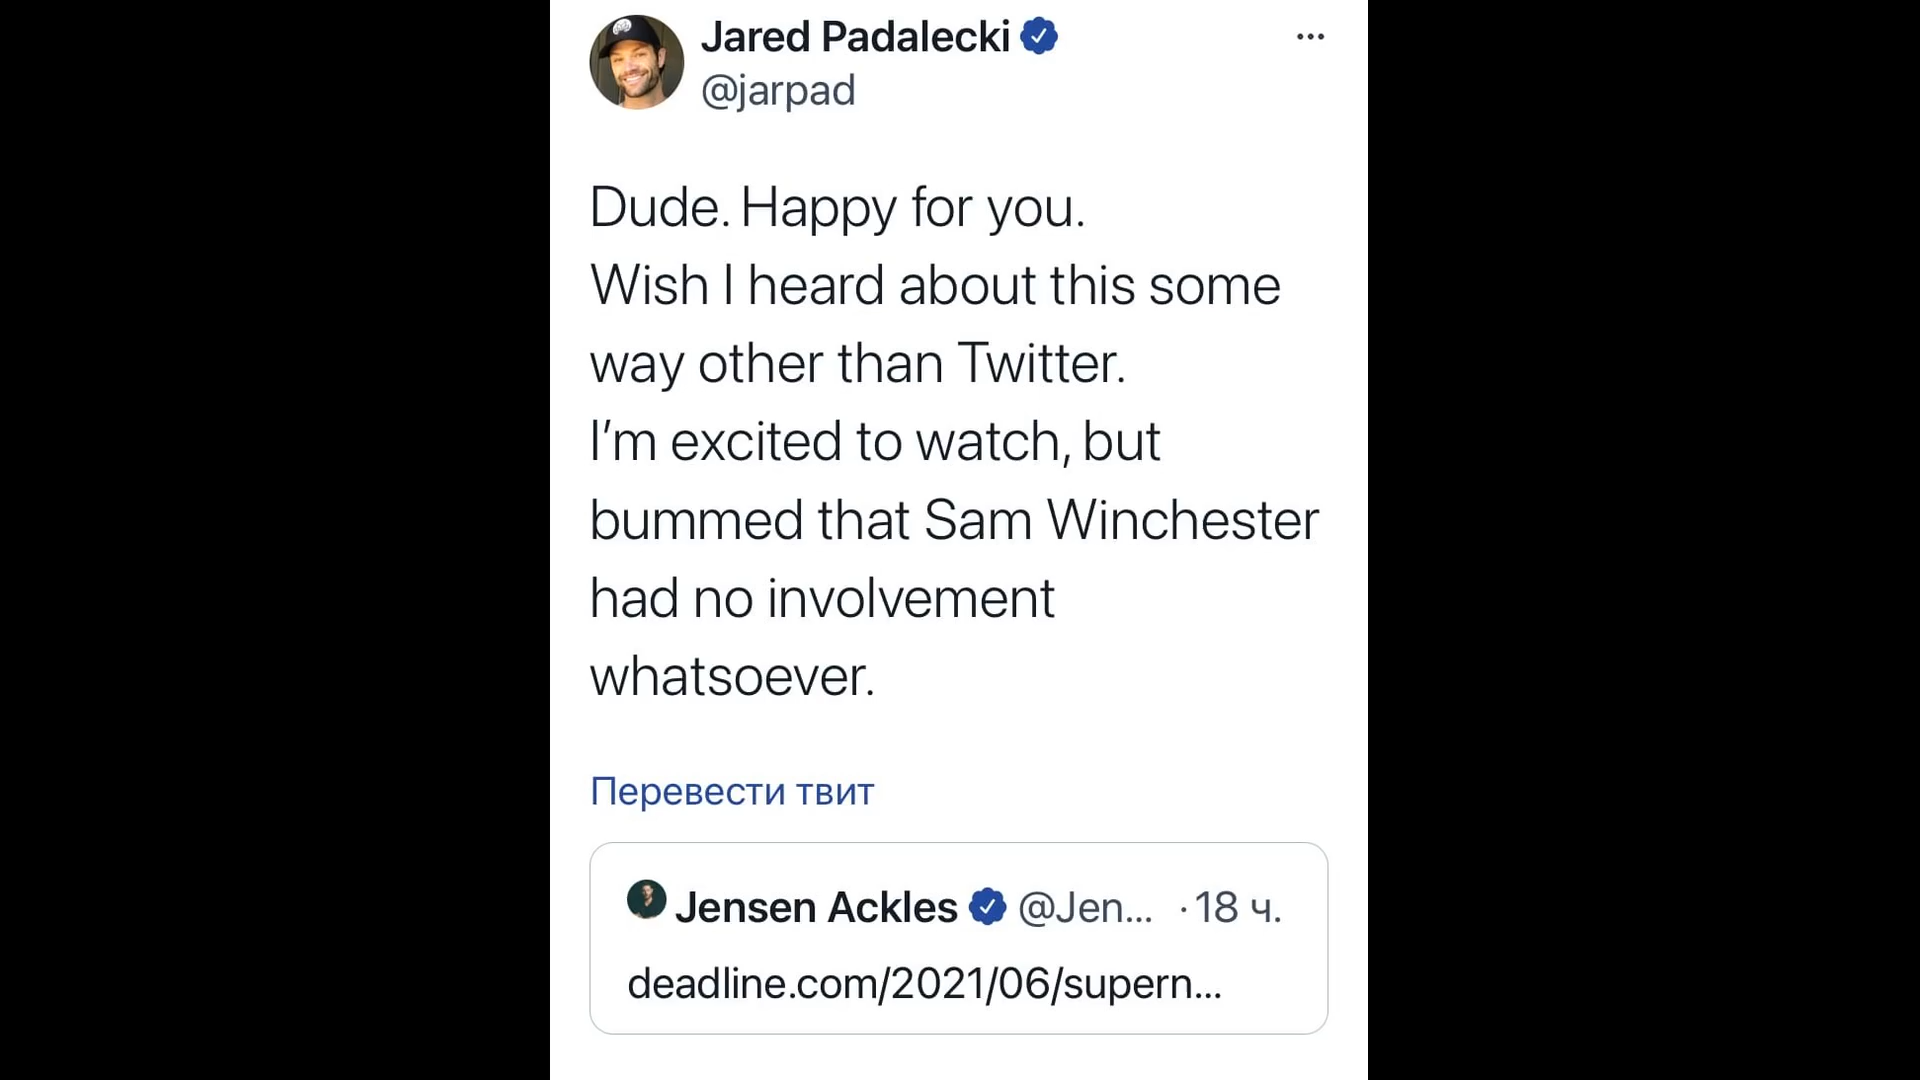 Jared Padalecki
@jarpad
Dude. Happy for you.
Wish I heard about this some
way other than Twitter.
I’m excited to watch, but
bummed that Sam Winchester
had no involvement
whatsoever.
Перевести твит
Jensen Ackles @Jen... · 18 ч.
deadline.com/2021/06/supern...